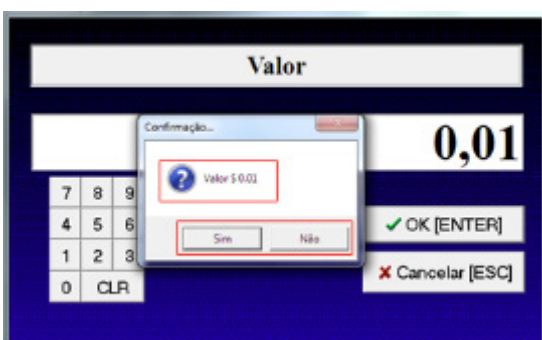 Valor
Confirmação...
0,01
Valor $ 0.01
Sim Não
7 8 9
4 5 6
1 2 3
0 CLR
OK [ENTER]
Cancelar [ESC]